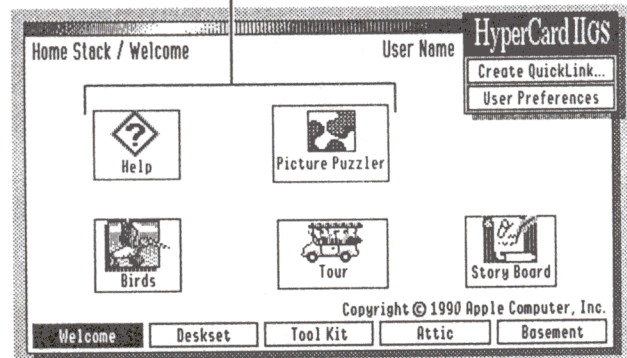 HyperCard IIGS
Home Stack / Welcome
User Name
Create QuickLink...
User Preferences
Help
Picture Puzzler
Birds
Tour
Story Board
Copyright © 1990 Apple Computer, Inc.
Welcome
Deskset
Tool Kit
Attic
Basement